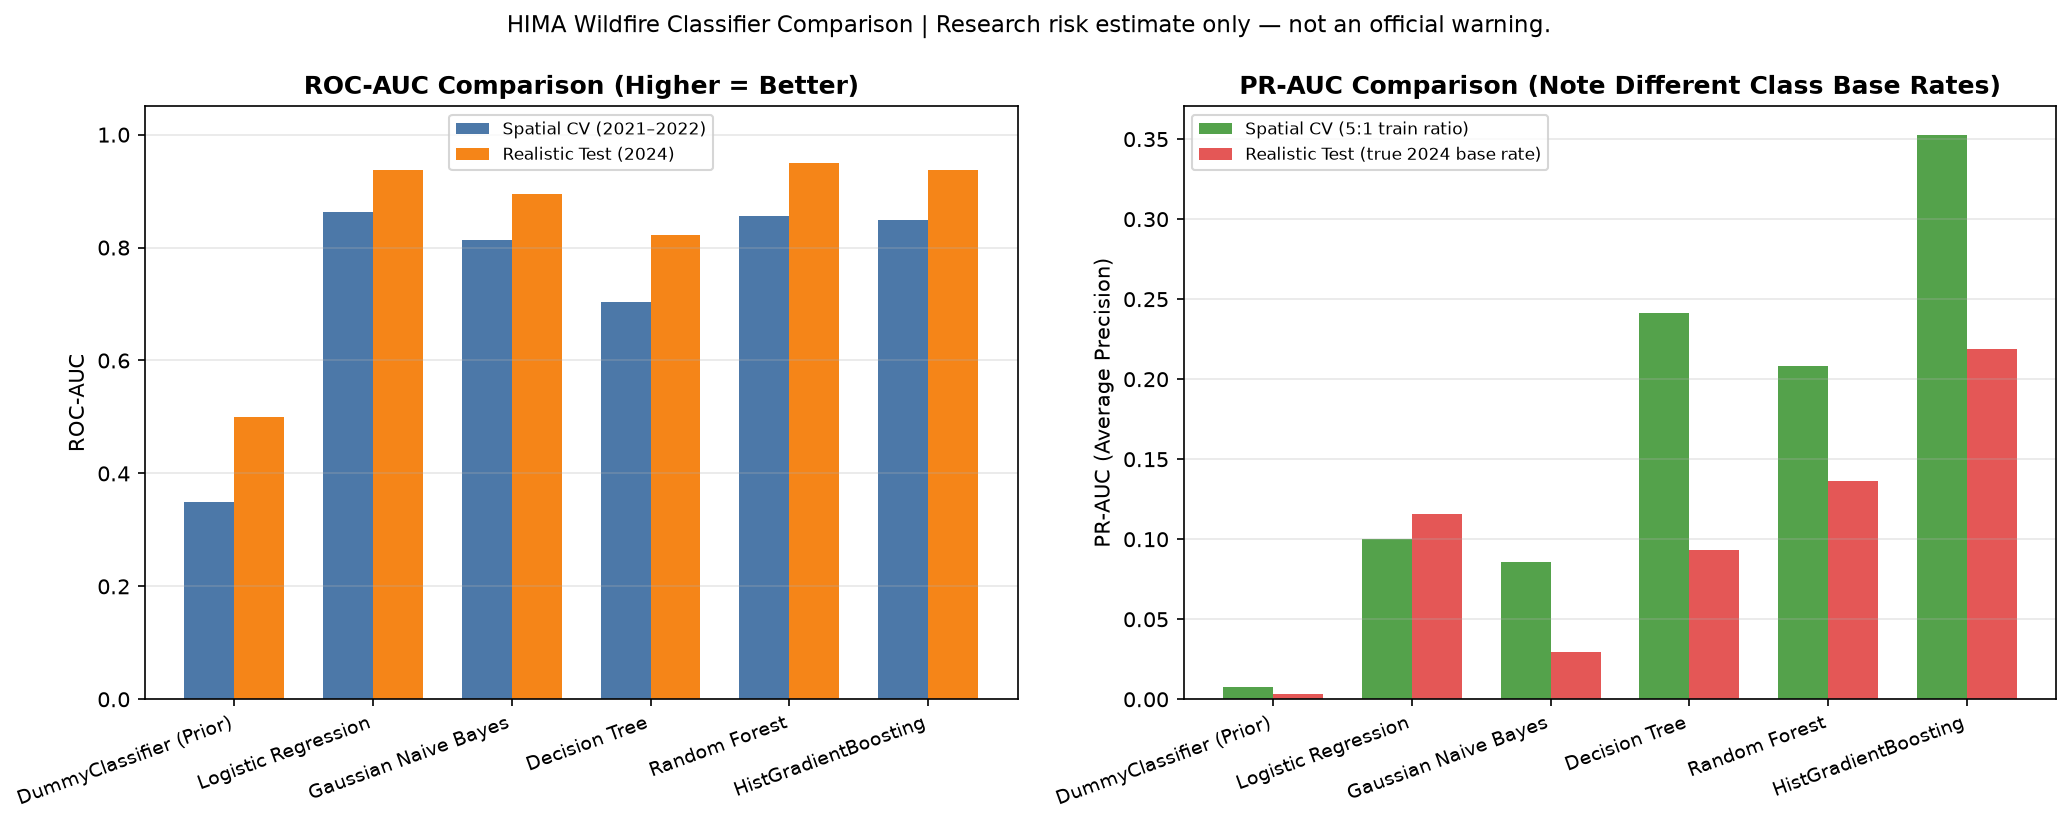 HIMA Wildfire Classifier Comparison | Research risk estimate only — not an official warning.
ROC-AUC Comparison (Higher = Better)
Spatial CV (2021–2022)
Realistic Test (2024)
ROC-AUC
1.0
0.8
0.6
0.4
0.2
0.0
DummyClassifier (Prior)
Logistic Regression
Gaussian Naive Bayes
Decision Tree
Random Forest
HistGradientBoosting
PR-AUC Comparison (Note Different Class Base Rates)
Spatial CV (5:1 train ratio)
Realistic Test (true 2024 base rate)
PR-AUC (Average Precision)
0.35
0.30
0.25
0.20
0.15
0.10
0.05
0.00
DummyClassifier (Prior)
Logistic Regression
Gaussian Naive Bayes
Decision Tree
Random Forest
HistGradientBoosting